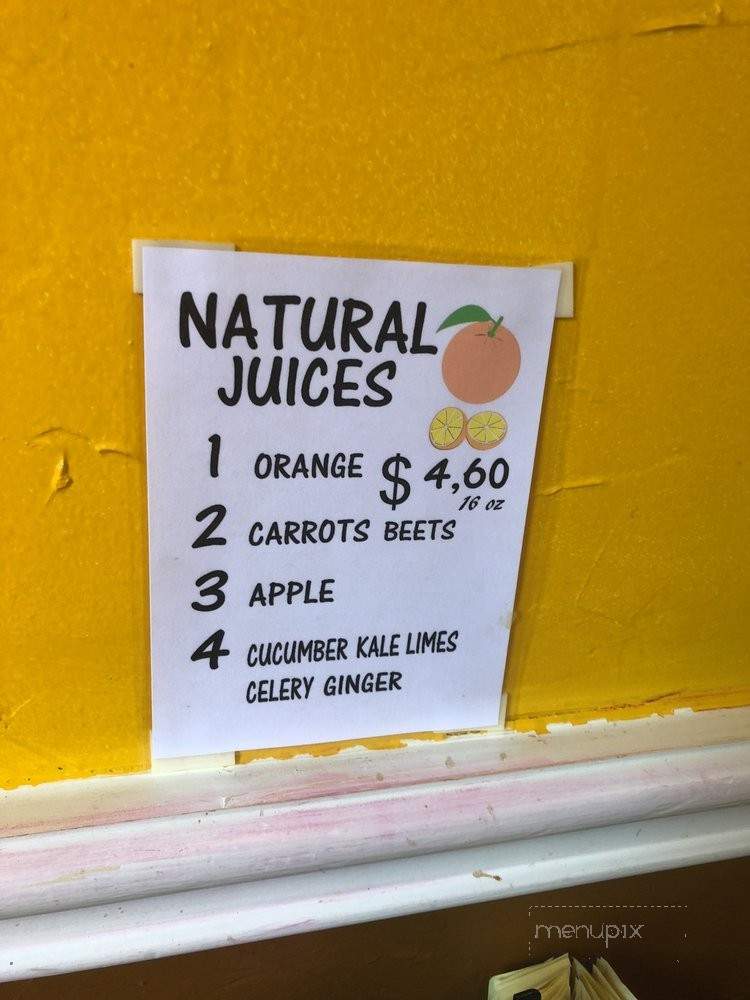 NATURAL
JUICES
1 ORANGE $4,60
16 oz
2 CARROTS BEETS
3 APPLE
4 CUCUMBER KALE LIMES
CELERY GINGER
menupix